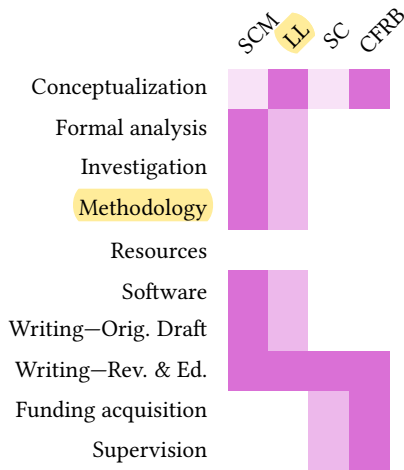 SCM LL SC CFRB
Conceptualization
Formal analysis
Investigation
Methodology
Resources
Software
Writing—Orig. Draft
Writing—Rev. & Ed.
Funding acquisition
Supervision